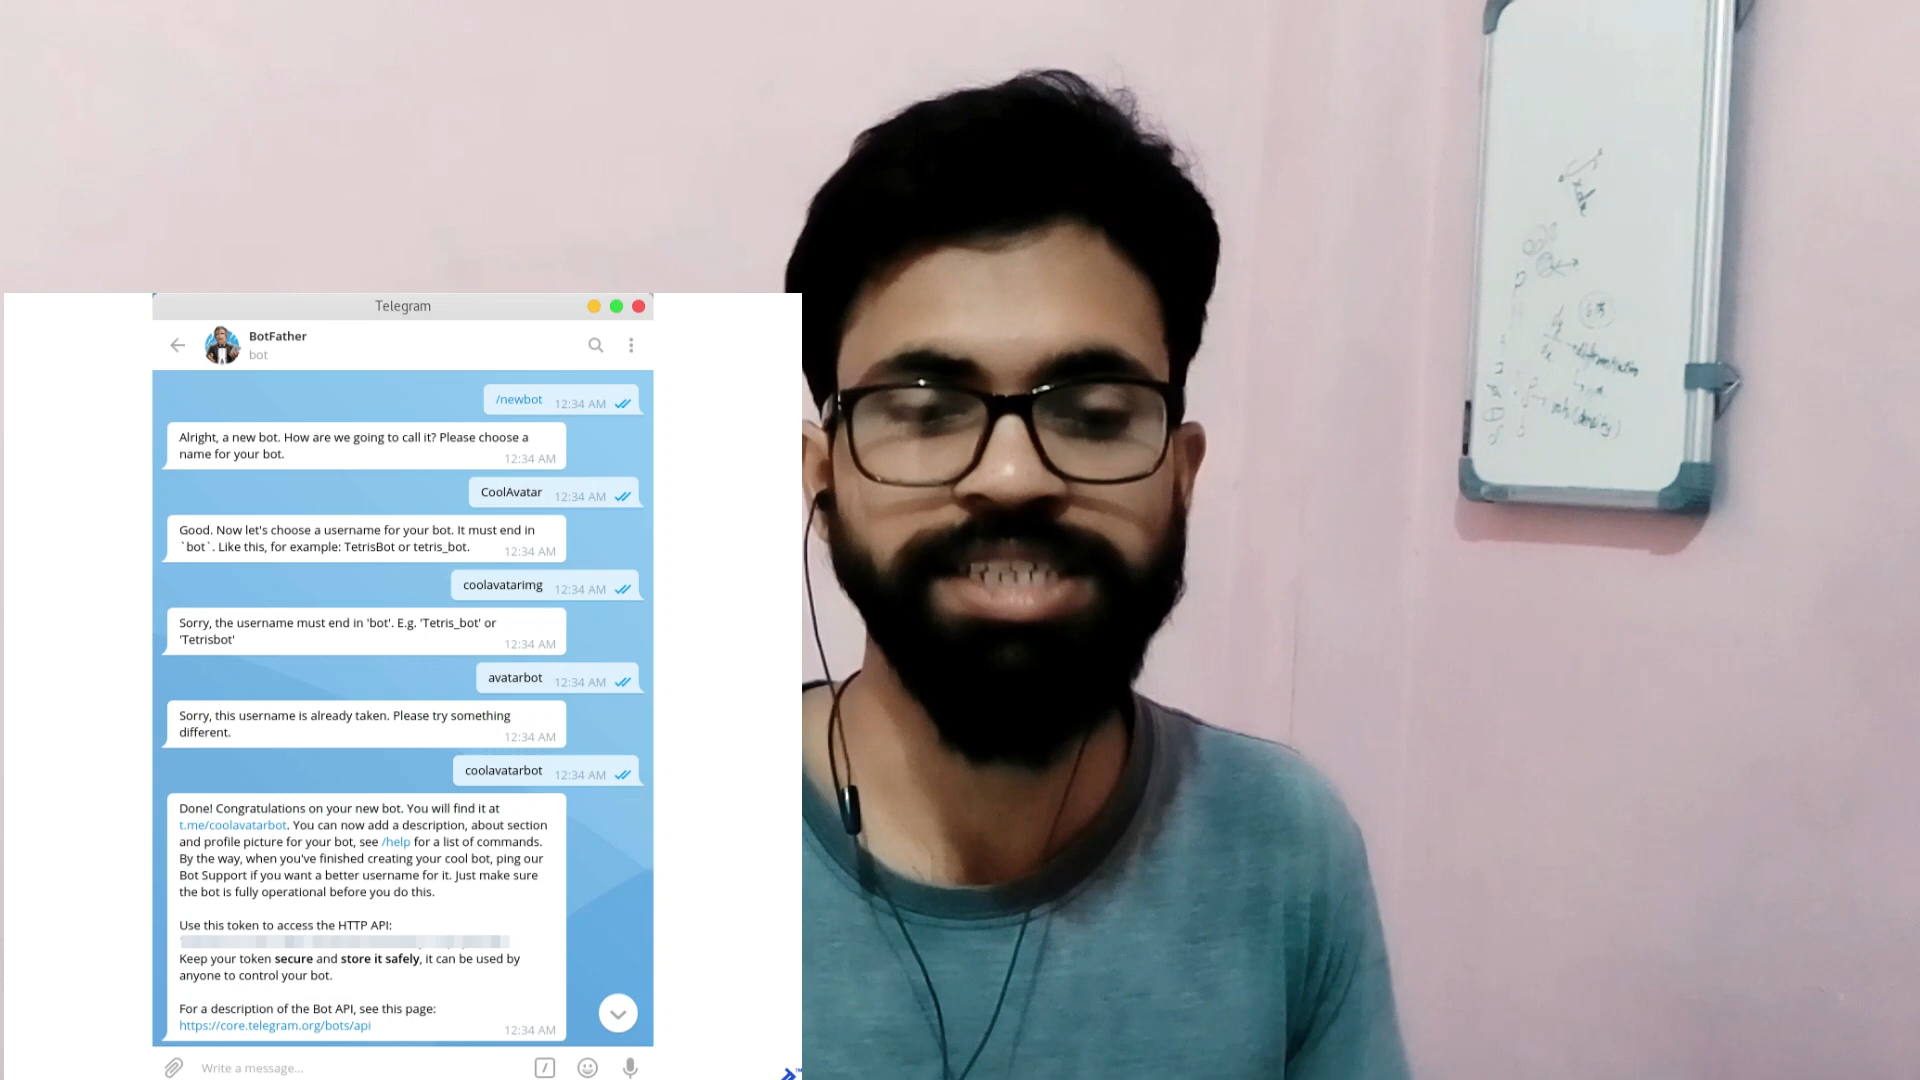 Telegram
BotFather
bot
/newbot 12:34 AM
Alright, a new bot. How are we going to call it? Please choose a
name for your bot.
12:34 AM
CoolAvatar 12:34 AM
Good. Now let's choose a username for your bot. It must end in
`bot`. Like this, for example: TetrisBot or tetris_bot.
12:34 AM
coolavatarimg 12:34 AM
Sorry, the username must end in 'bot'. E.g. 'Tetris_bot' or
'Tetrisbot'
12:34 AM
avatarbot 12:34 AM
Sorry, this username is already taken. Please try something
different.
12:34 AM
coolavatarbot 12:34 AM
Done! Congratulations on your new bot. You will find it at
t.me/coolavatarbot. You can now add a description, about section
and profile picture for your bot, see /help for a list of commands.
By the way, when you've finished creating your cool bot, ping our
Bot Support if you want a better username for it. Just make sure
the bot is fully operational before you do this.
Use this token to access the HTTP API:
Keep your token secure and store it safely, it can be used by
anyone to control your bot.
For a description of the Bot API, see this page:
https://core.telegram.org/bots/api
12:34 AM
Write a message...